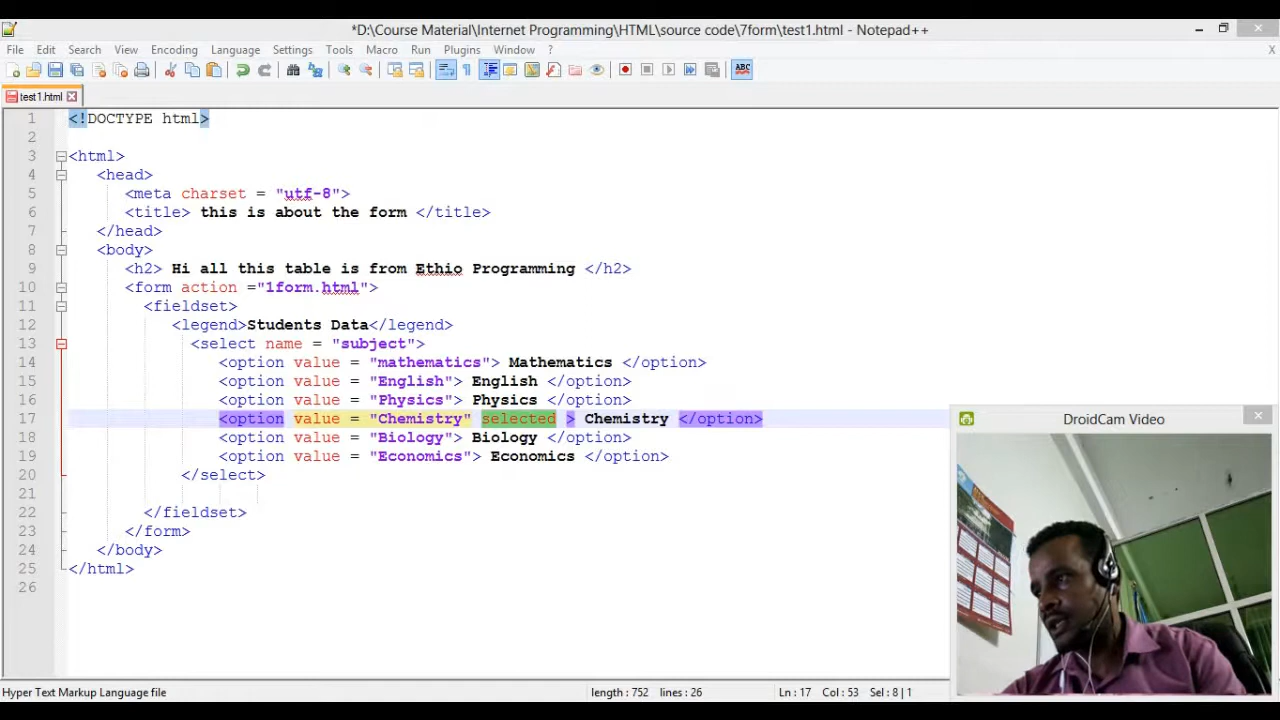 *D:\Course Material\Internet Programming\HTML\source code\7form\test1.html - Notepad++
File Edit Search View Encoding Language Settings Tools Macro Run Plugins Window ? X
ABC
test1.html
1 <!DOCTYPE html>
2
3 <html>
4 <head>
5 <meta charset = "utf-8">
6 <title> this is about the form </title>
7 </head>
8 <body>
9 <h2> Hi all this table is from Ethio Programming </h2>
10 <form action ="1form.html">
11 <fieldset>
12 <legend>Students Data</legend>
13 <select name = "subject">
14 <option value = "mathematics"> Mathematics </option>
15 <option value = "English"> English </option>
16 <option value = "Physics"> Physics </option>
17 <option value = "Chemistry" selected > Chemistry </option>
18 <option value = "Biology"> Biology </option>
19 <option value = "Economics"> Economics </option>
20 </select>
21
22 </fieldset>
23 </form>
24 </body>
25 </html>
26
DroidCam Video
Hyper Text Markup Language file length : 752 lines : 26 Ln : 17 Col : 53 Sel : 8 | 1